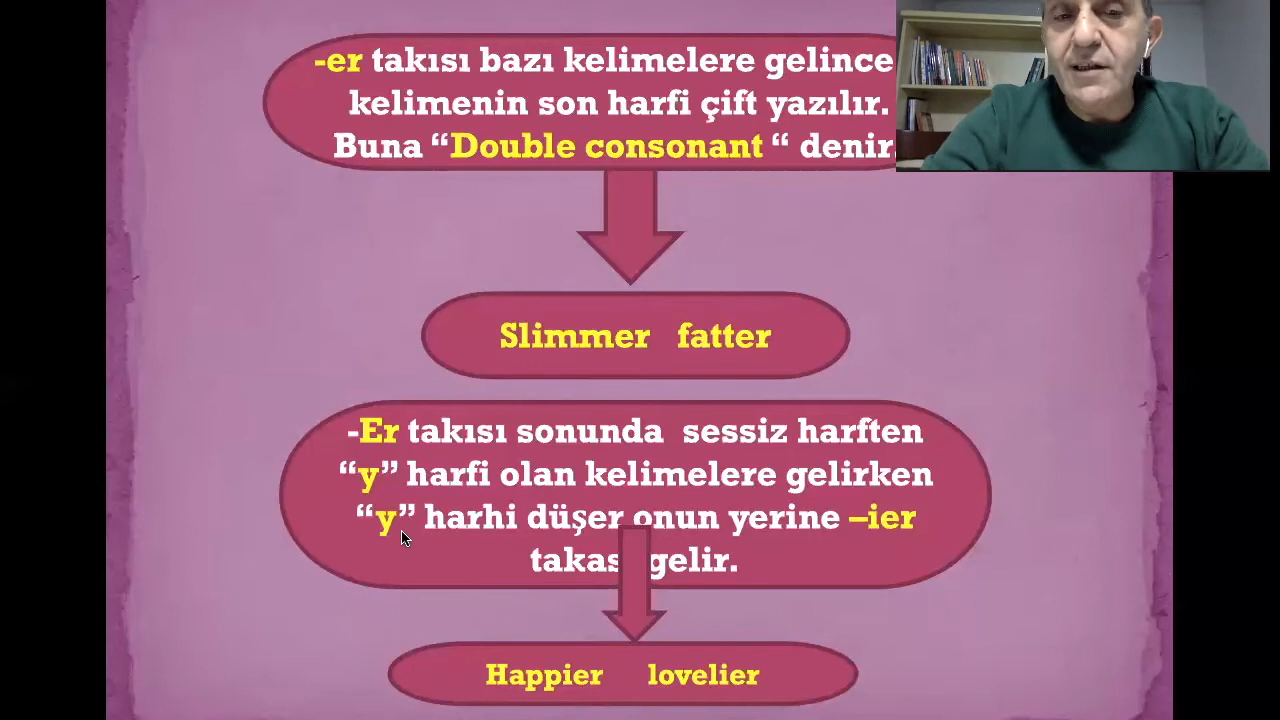 -er takısı bazı kelimelere gelince
kelimenin son harfi çift yazılır.
Buna “Double consonant “ denir.
Slimmer fatter
-Er takısı sonunda sessiz harften
“y” harfi olan kelimelere gelirken
“y” harhi düşer onun yerine –ier
gelir.
Happier lovelier